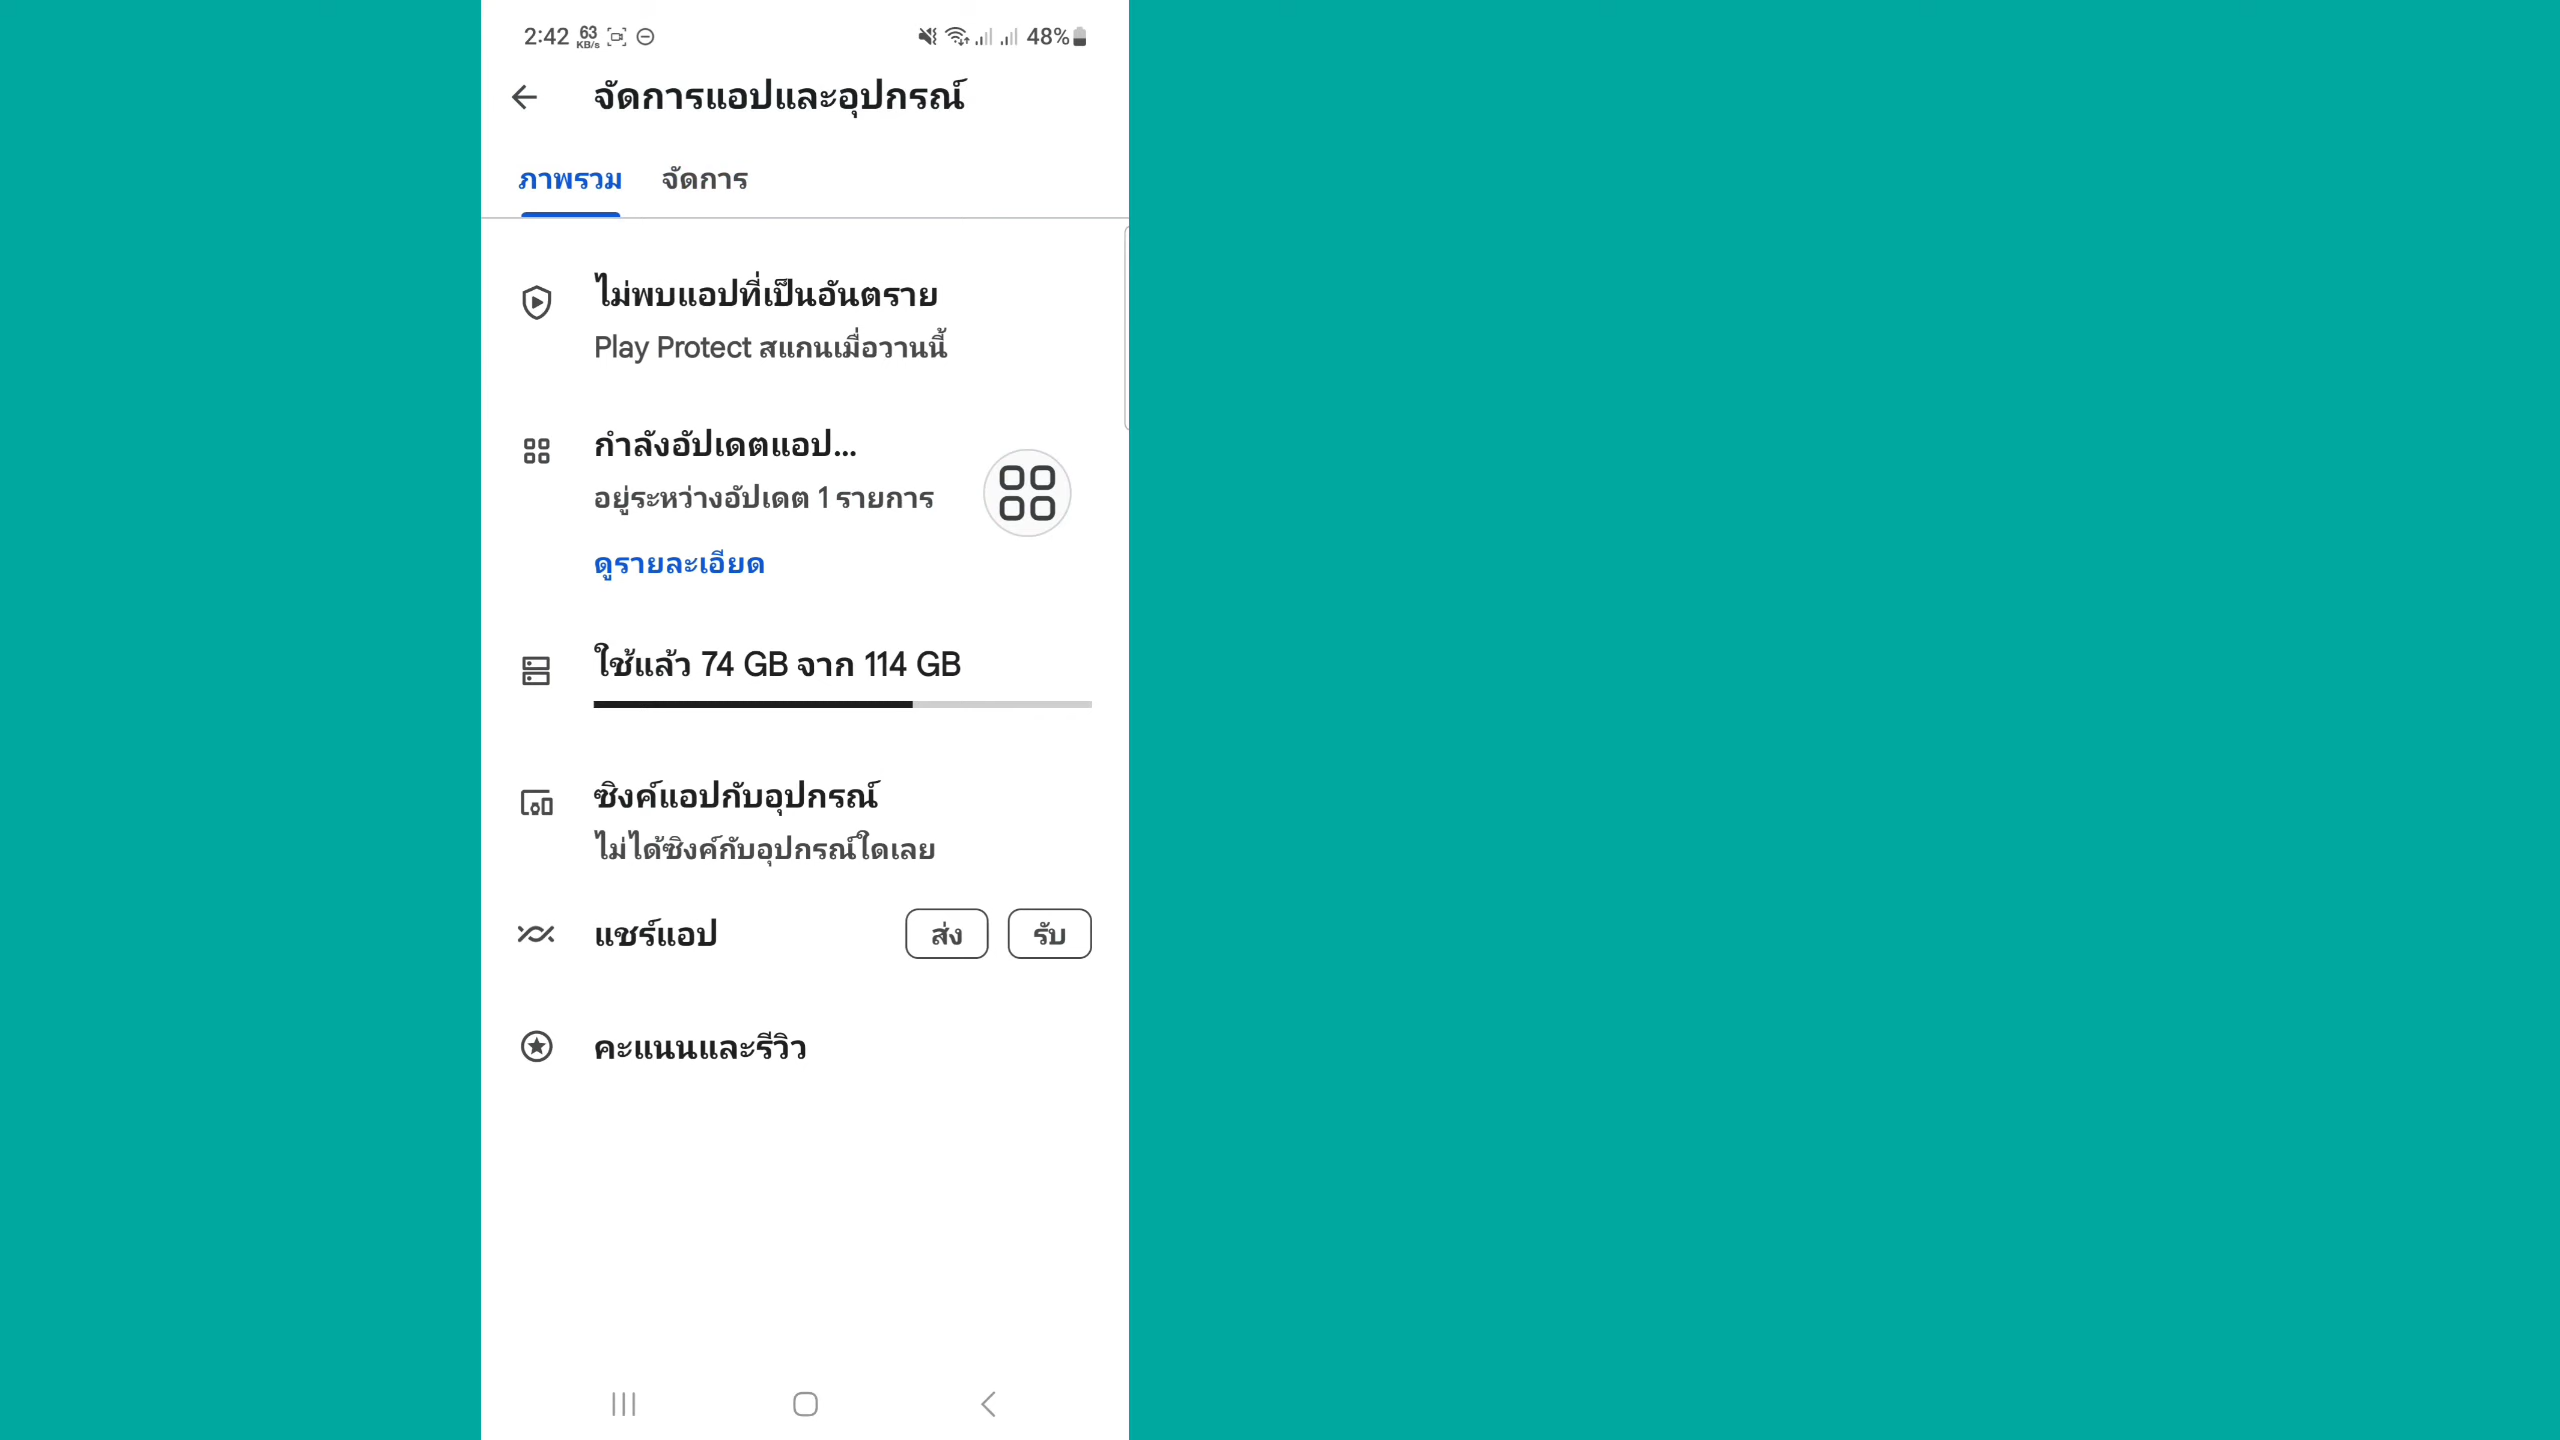 2:42 63 KB/s 48%
จัดการแอปและอุปกรณ์
ภาพรวม จัดการ
ไม่พบแอปที่เป็นอันตราย
Play Protect สแกนเมื่อวานนี้
กำลังอัปเดตแอป...
อยู่ระหว่างอัปเดต 1 รายการ
ดูรายละเอียด
ใช้แล้ว 74 GB จาก 114 GB
ซิงค์แอปกับอุปกรณ์
ไม่ได้ซิงค์กับอุปกรณ์ใดเลย
แชร์แอป ส่ง รับ
คะแนนและรีวิว